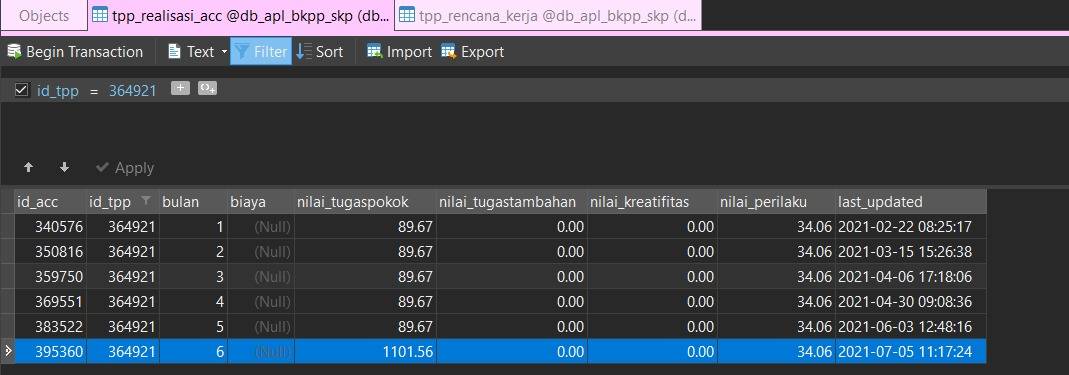 Objects tpp_realisasi_acc @db_apl_bkpp_skp (db... tpp_rencana_kerja @db_apl_bkpp_skp (d...
Begin Transaction Text Filter Sort Import Export
id_tpp = 364921
Apply
id_acc id_tpp bulan biaya nilai_tugaspokok nilai_tugastambahan nilai_kreatifitas nilai_perilaku last_updated
340576 364921 1 (Null) 89.67 0.00 0.00 34.06 2021-02-22 08:25:17
350816 364921 2 (Null) 89.67 0.00 0.00 34.06 2021-03-15 15:26:38
359750 364921 3 (Null) 89.67 0.00 0.00 34.06 2021-04-06 17:18:06
369551 364921 4 (Null) 89.67 0.00 0.00 34.06 2021-04-30 09:08:36
383522 364921 5 (Null) 89.67 0.00 0.00 34.06 2021-06-03 12:48:16
395360 364921 6 (Null) 1101.56 0.00 0.00 34.06 2021-07-05 11:17:24